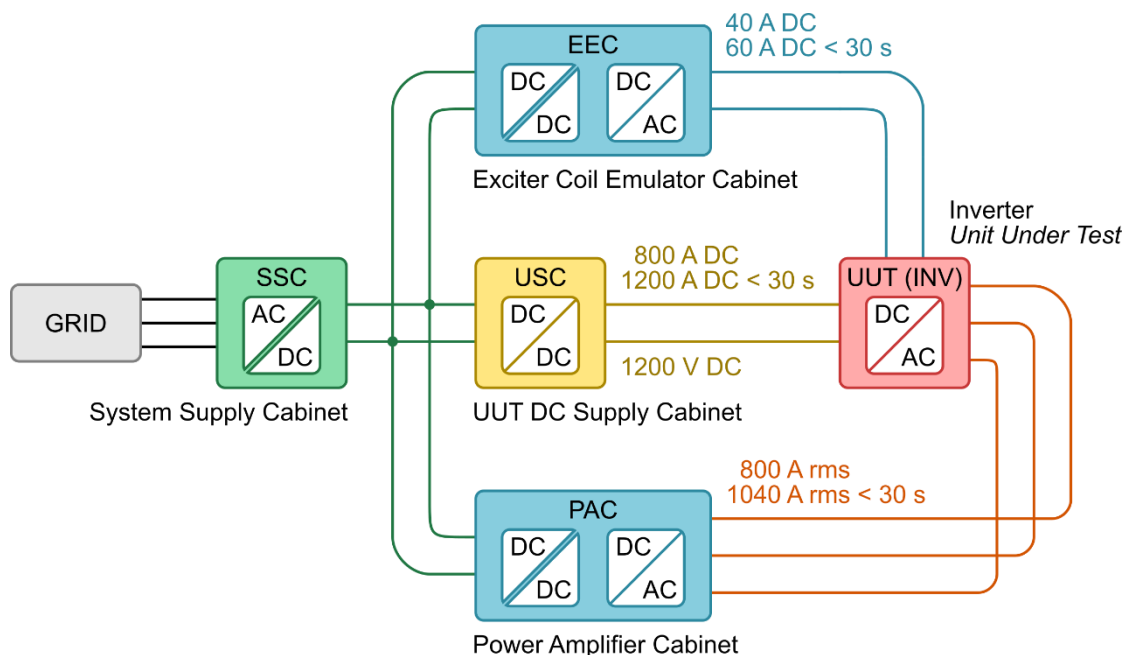 40 A DC
60 A DC < 30 s
EEC
DC
DC
DC
AC
Exciter Coil Emulator Cabinet
Inverter
Unit Under Test
GRID
SSC
AC
DC
System Supply Cabinet
USC
DC
DC
UUT DC Supply Cabinet
800 A DC
1200 A DC < 30 s
1200 V DC
UUT (INV)
DC
AC
800 A rms
1040 A rms < 30 s
PAC
DC
DC
DC
AC
Power Amplifier Cabinet